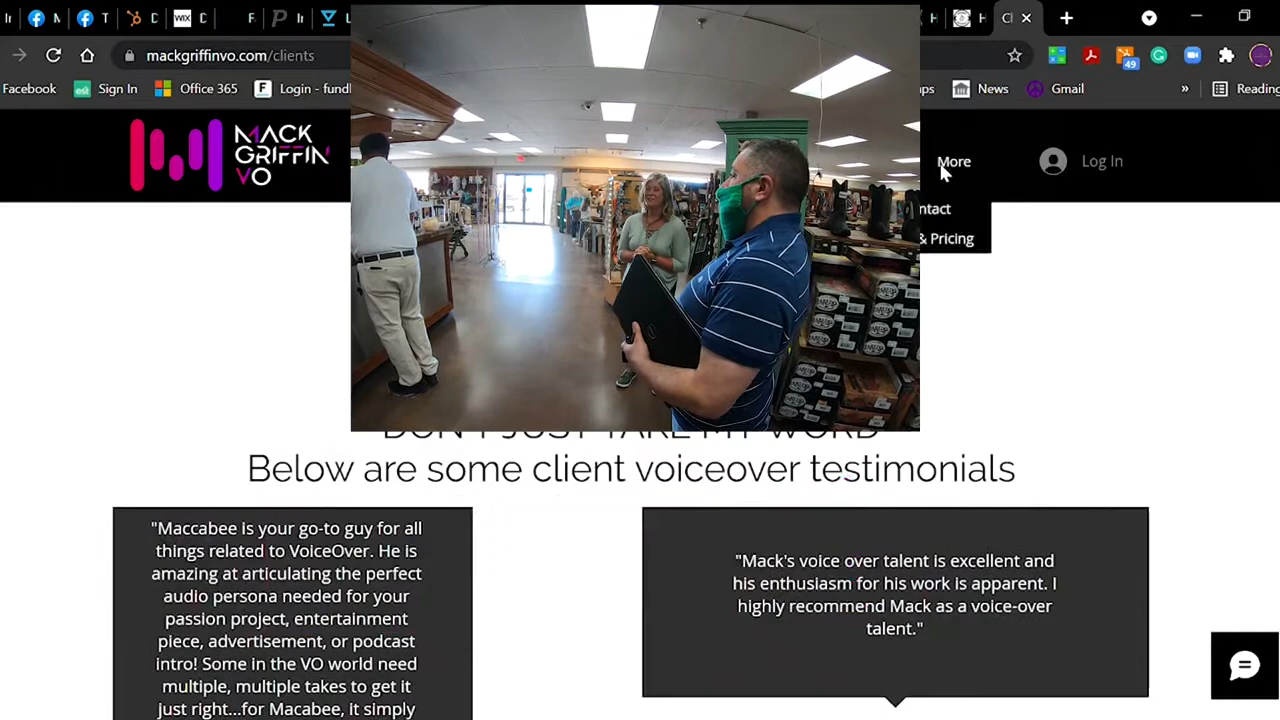 mackgriffinvo.com/clients
Facebook
Sign In
Office 365
Login - fundl
News
Gmail
»
Reading
49
WIX
MACK
GRIFFIN
VO
More
Log In
ntact
& Pricing
Below are some client voiceover testimonials
"Maccabee is your go-to guy for all
things related to VoiceOver. He is
amazing at articulating the perfect
audio persona needed for your
passion project, entertainment
piece, advertisement, or podcast
intro! Some in the VO world need
multiple, multiple takes to get it
just right...for Macabee, it simply
"Mack's voice over talent is excellent and
his enthusiasm for his work is apparent. I
highly recommend Mack as a voice-over
talent."